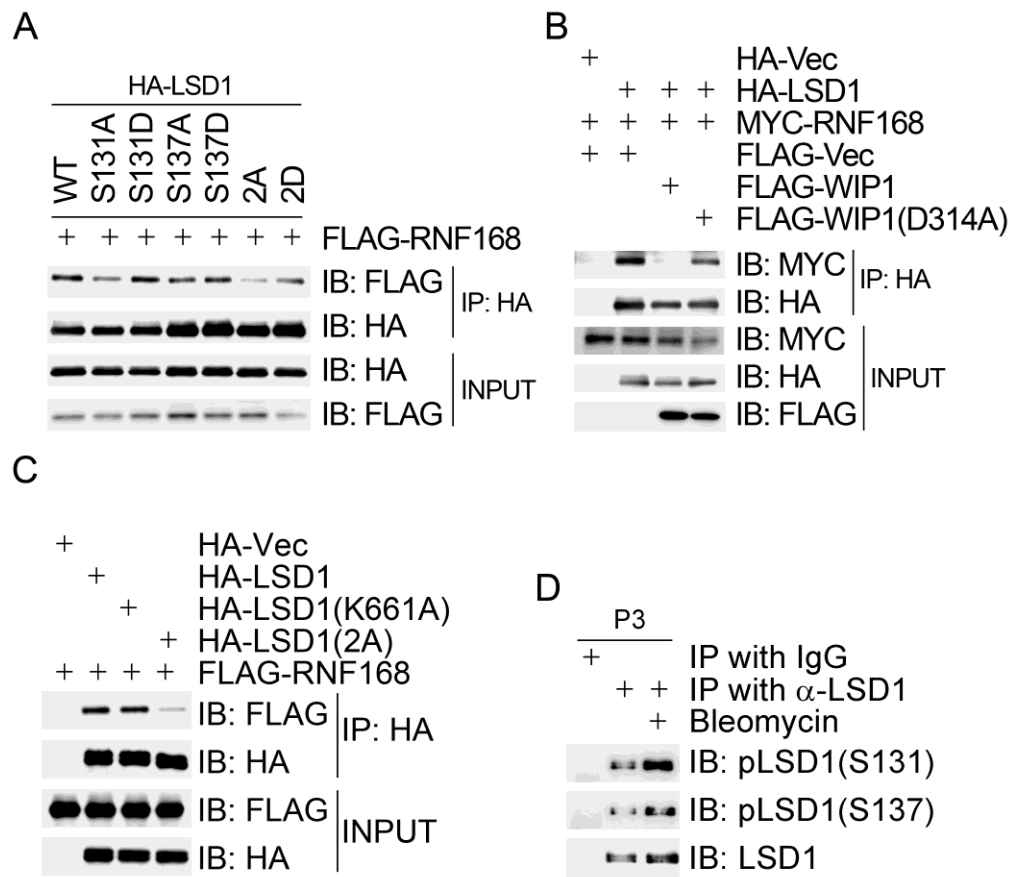 A
HA-LSD1
WT
S131A
S131D
S137A
S137D
2A
2D
+ + + + + + + FLAG-RNF168
IB: FLAG
IB: HA
IP: HA
IB: HA
IB: FLAG
INPUT
B
+ HA-Vec
+ + + HA-LSD1
+ + + + MYC-RNF168
+ + FLAG-Vec
+ FLAG-WIP1
+ FLAG-WIP1(D314A)
IB: MYC
IB: HA
IP: HA
IB: MYC
IB: HA
IB: FLAG
INPUT
C
+ HA-Vec
+ HA-LSD1
+ HA-LSD1(K661A)
+ HA-LSD1(2A)
+ + + + FLAG-RNF168
IB: FLAG
IB: HA
IP: HA
IB: FLAG
IB: HA
INPUT
D
P3
+ IP with IgG
+ + IP with α-LSD1
+ Bleomycin
IB: pLSD1(S131)
IB: pLSD1(S137)
IB: LSD1